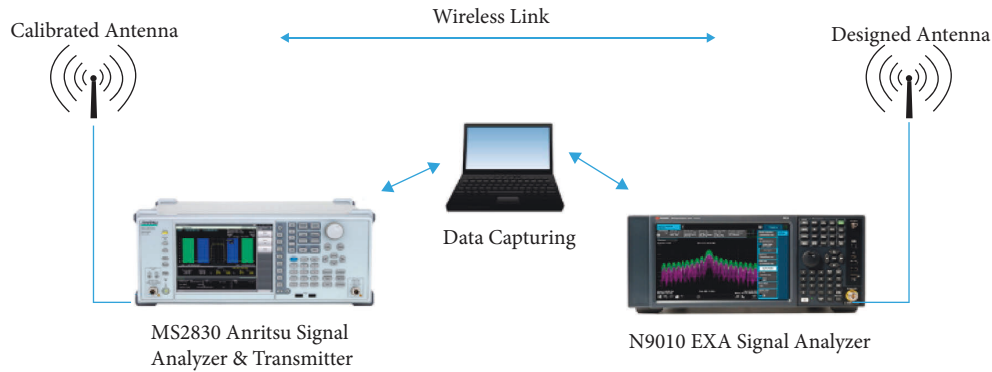 Wireless Link
Calibrated Antenna
Designed Antenna
Data Capturing
MS2830 Anritsu Signal
Analyzer & Transmitter
N9010 EXA Signal Analyzer